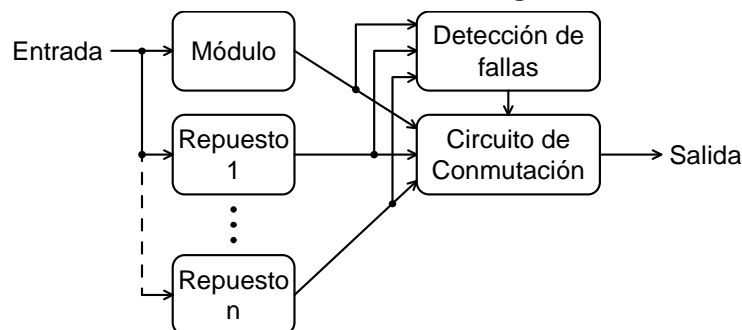 Entrada
Módulo
Detección de
fallas
Repuesto
1
Circuito de
Conmutación
Salida
Repuesto
n